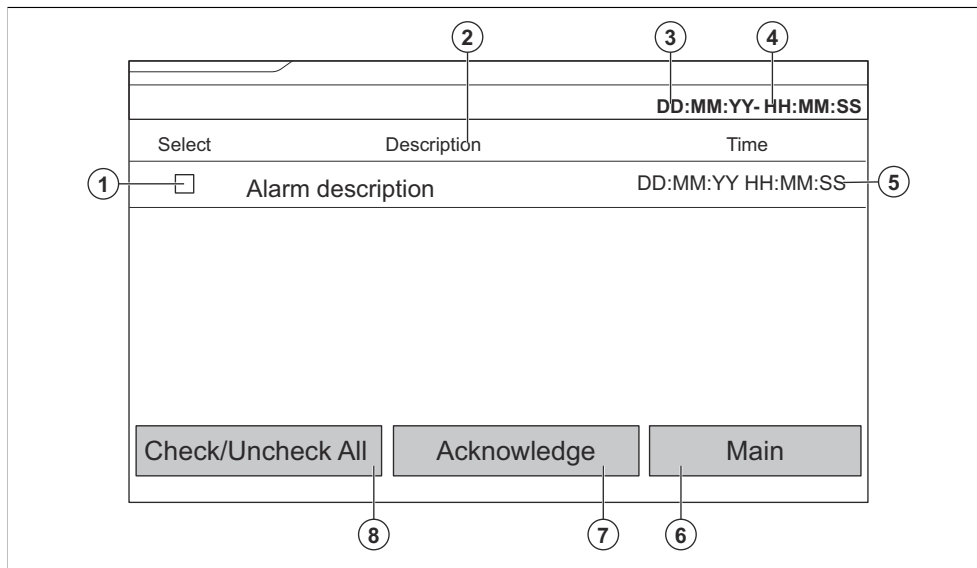 2 3 4
DD:MM:YY- HH:MM:SS
Select Description Time
1 Alarm description DD:MM:YY HH:MM:SS 5
Check/Uncheck All Acknowledge Main
8 7 6